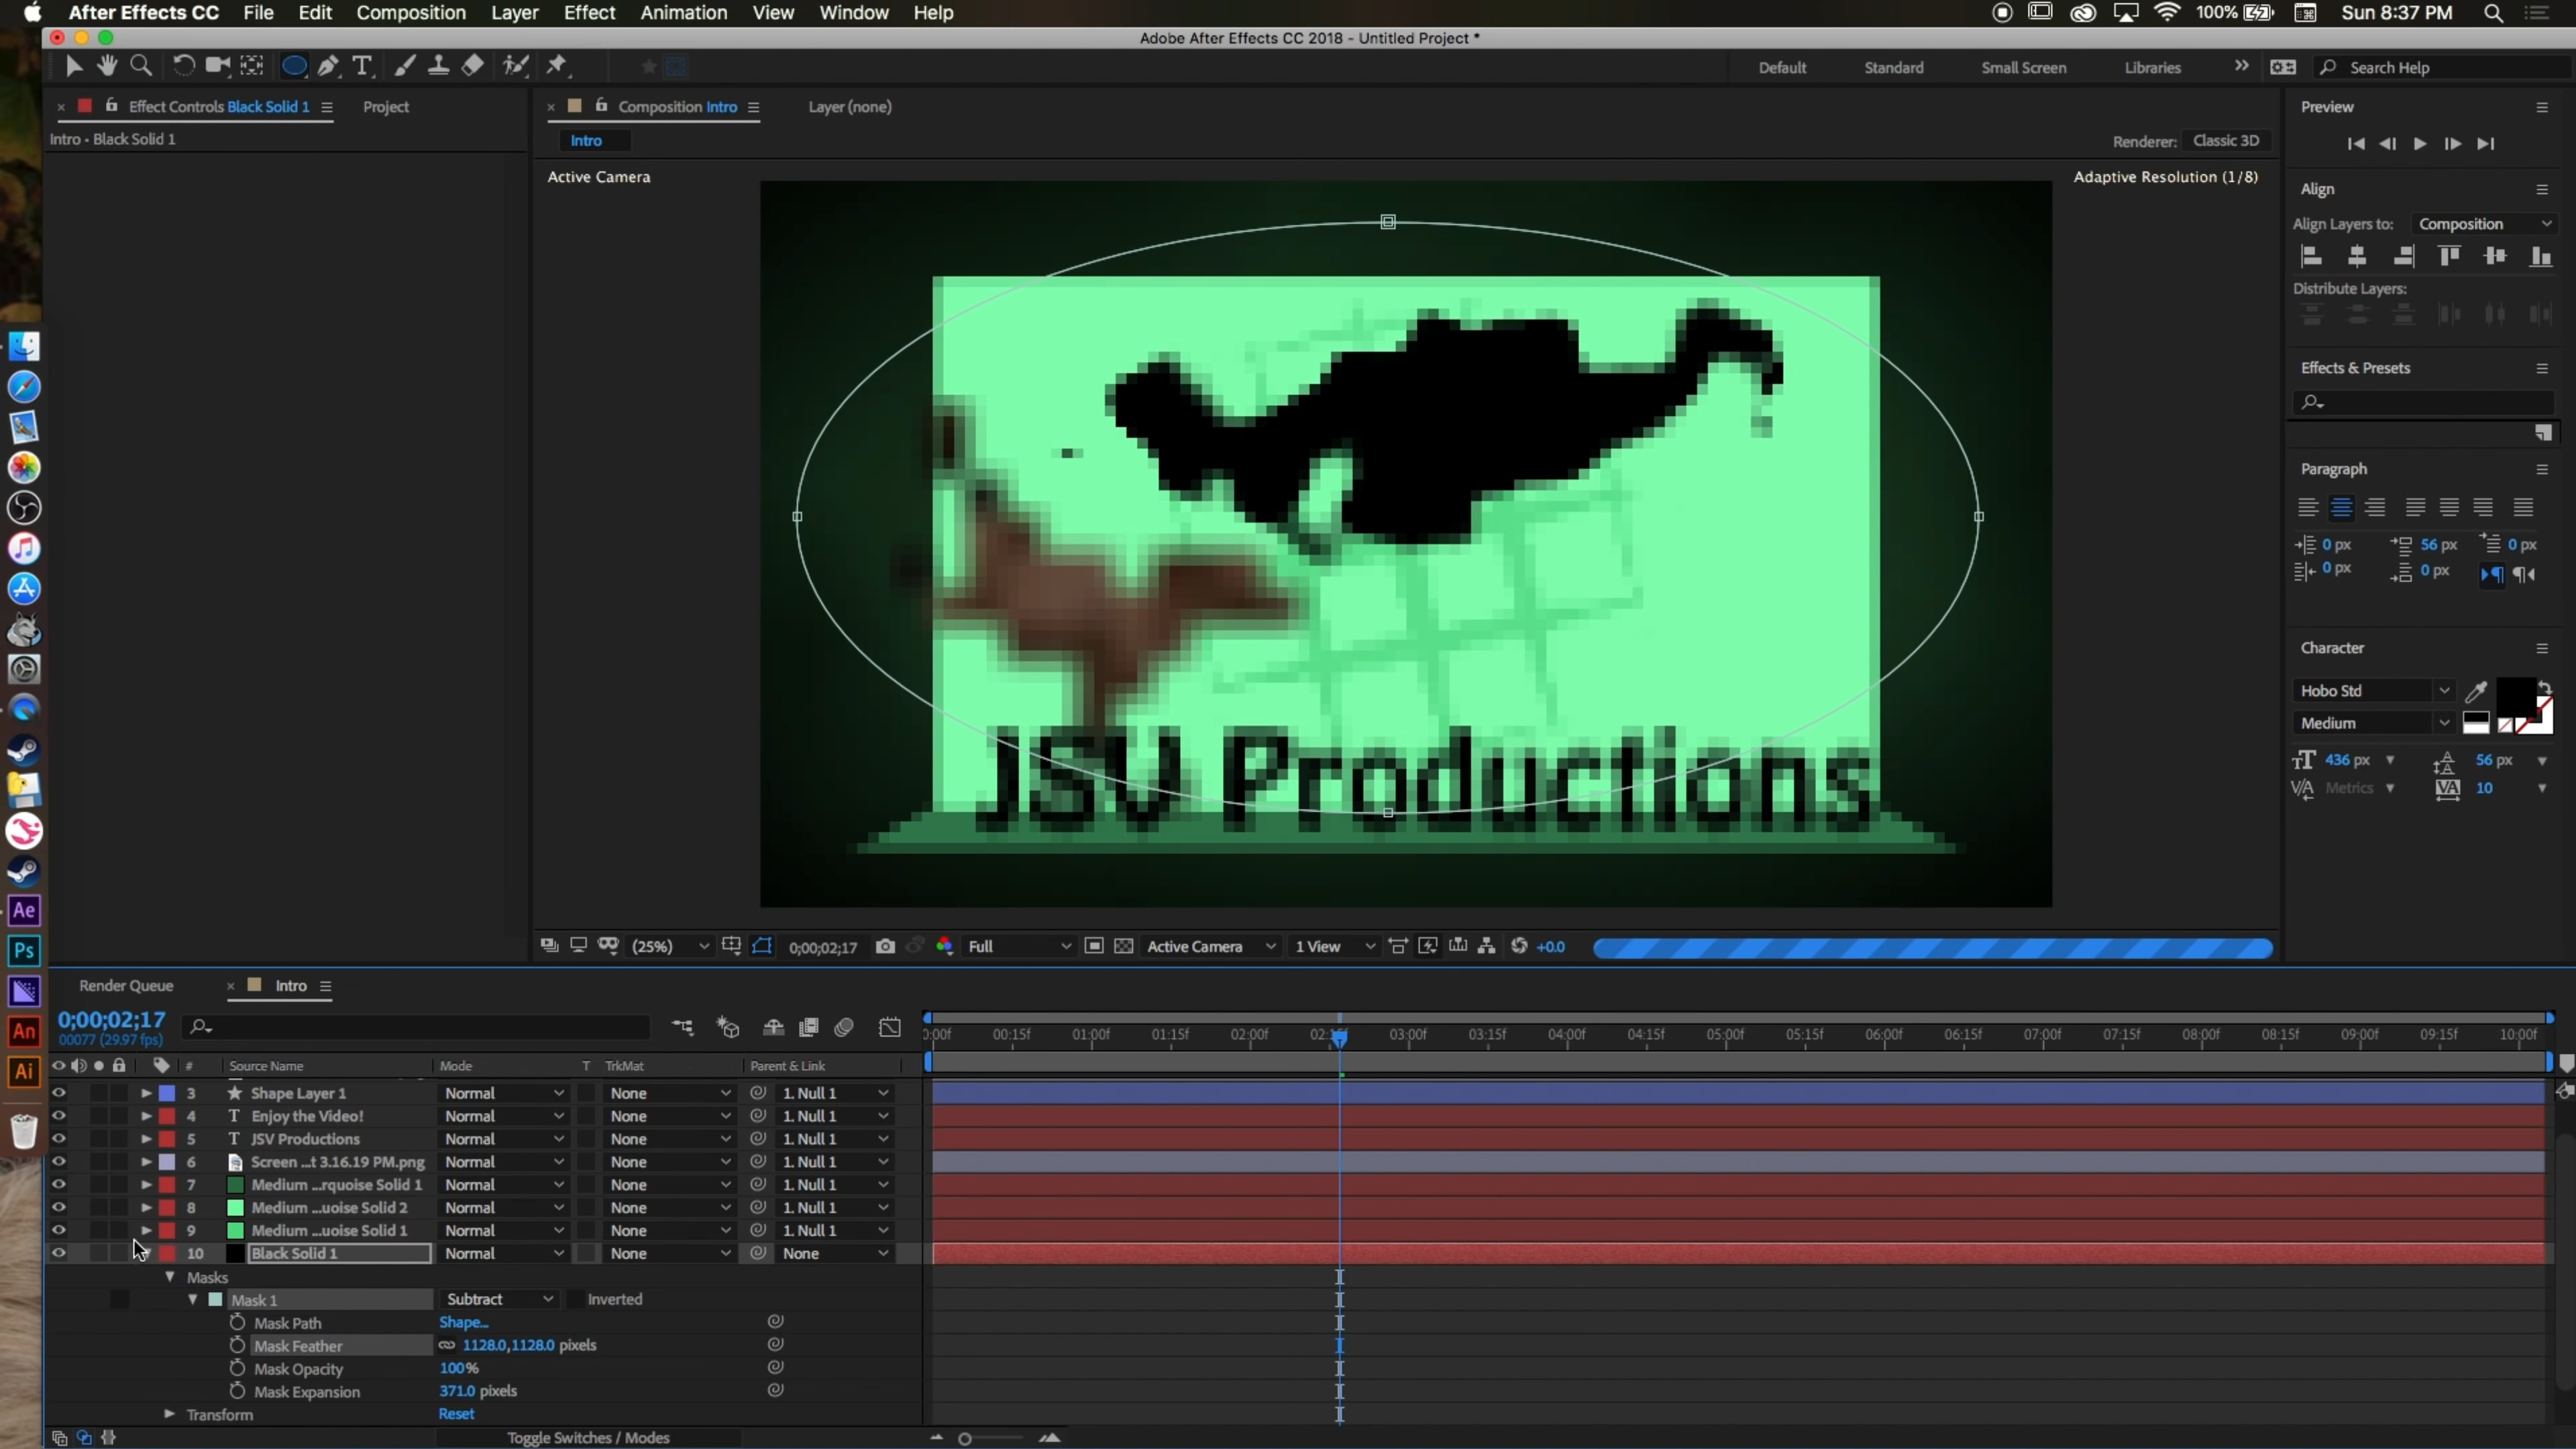 After Effects CC File Edit Composition Layer Effect Animation View Window Help 100% Sun 8:37 PM
Adobe After Effects CC 2018 - Untitled Project *
T Default Standard Small Screen Libraries Search Help
Effect Controls Black Solid 1 Project
Intro • Black Solid 1
Composition Intro Layer (none)
Intro
Renderer: Classic 3D
Active Camera
Adaptive Resolution (1/8)
JSV Productions
(25%) 0;00;02;17 Full Active Camera 1 View +0.0
Preview
Align
Align Layers to: Composition
Distribute Layers:
Effects & Presets
Paragraph
0 px 56 px 0 px
0 px 0 px
Character
Hobo Std
Medium
436 px 56 px
Metrics 10
Ae
Ps
An
Ai
Render Queue Intro
0;00;02;17
00077 (29.97 fps)
0:00f 00:15f 01:00f 01:15f 02:00f 03:00f 03:15f 04:00f 04:15f 05:00f 05:15f 06:00f 06:15f 07:00f 07:15f 08:00f 08:15f 09:00f 09:15f 10:00f
# Source Name Mode T TrkMat Parent & Link
3 Shape Layer 1 Normal None 1. Null 1
4 T Enjoy the Video! Normal None 1. Null 1
5 T JSV Productions Normal None 1. Null 1
6 Screen ...t 3.16.19 PM.png Normal None 1. Null 1
7 Medium ...rquoise Solid 1 Normal None 1. Null 1
8 Medium ...uoise Solid 2 Normal None 1. Null 1
9 Medium ...uoise Solid 1 Normal None 1. Null 1
10 Black Solid 1 Normal None None
Masks
Mask 1 Subtract Inverted
Mask Path Shape...
Mask Feather 1128.0,1128.0 pixels
Mask Opacity 100%
Mask Expansion 371.0 pixels
Transform Reset
Toggle Switches / Modes